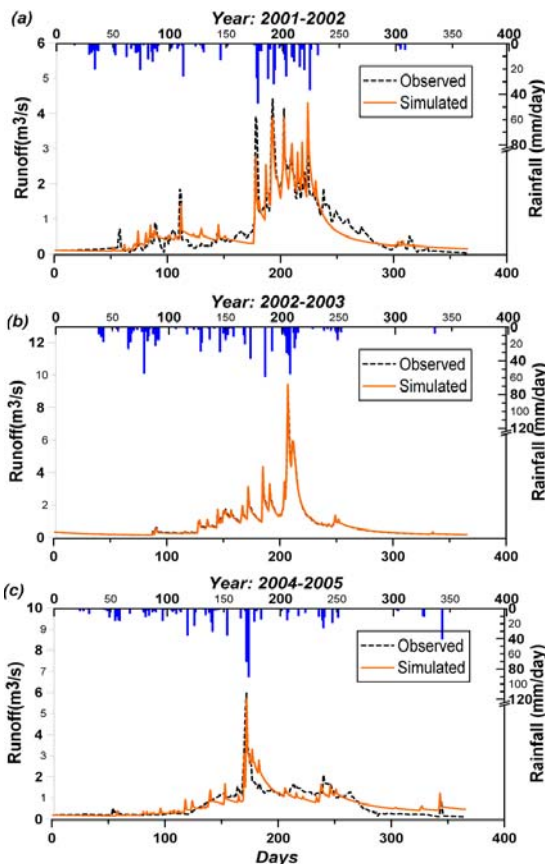 (a) Year: 2001-2002
0 50 100 150 200 250 300 350 400
6 5 4 3 2 1 0
Runoff(m3/s)
Observed
Simulated
0 20 40 60 80
Rainfall (mm/day)
0 100 200 300 400
Year: 2002-2003
(b)
0 50 100 150 200 250 300 350 400
12 10 8 6 4 2 0
Runoff(m3/s)
Observed
Simulated
0 20 40 60 80 100 120
Rainfall (mm/day)
0 100 200 300 400
Year: 2004-2005
(c)
0 50 100 150 200 250 300 350 400
10 9 8 7 6 5 4 3 2 1 0
Runoff(m3/s)
Observed
Simulated
0 20 40 60 80 100 120
Rainfall (mm/day)
0 100 200 300 400
Days